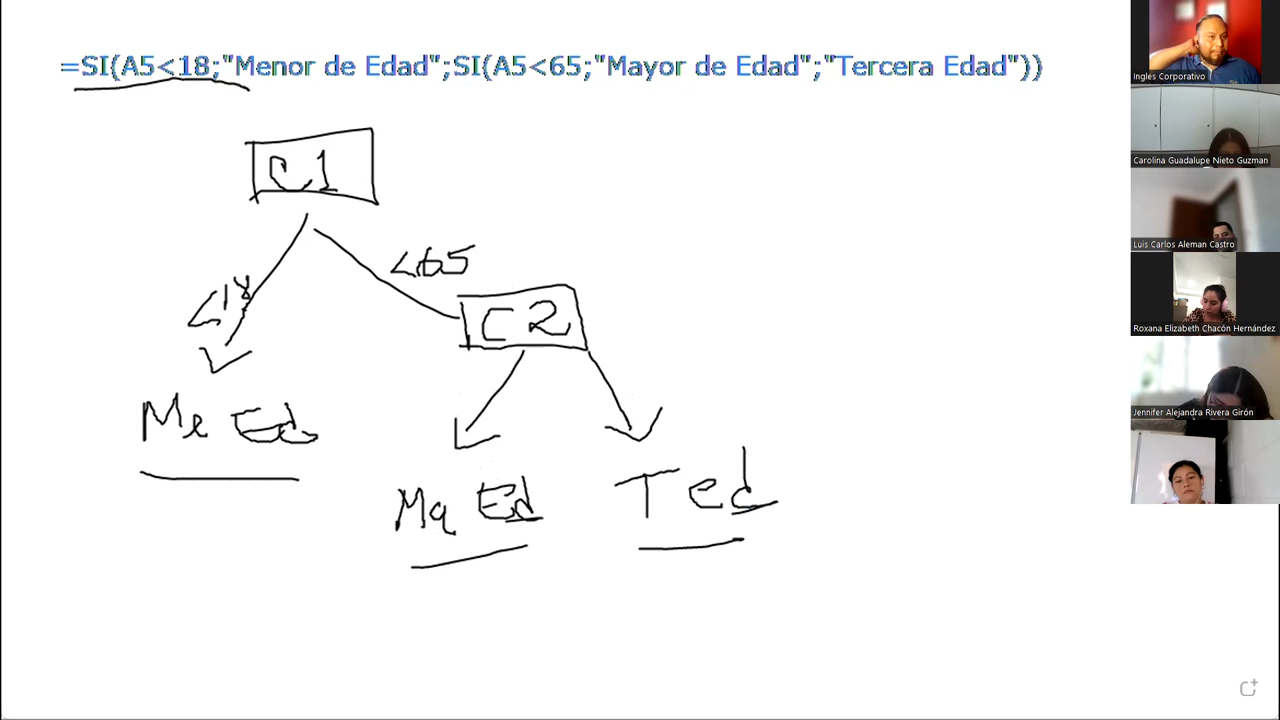 =SI(A5<18;"Menor de Edad";SI(A5<65;"Mayor de Edad";"Tercera Edad"))
C1
<18
<65
C2
Me Ed
Ma Ed
T ed
Ingles Corporativo
Carolina Guadalupe Nieto Guzman
Luis Carlos Aleman Castro
Roxana Elizabeth Chacón Hernández
Jennifer Alejandra Rivera Girón